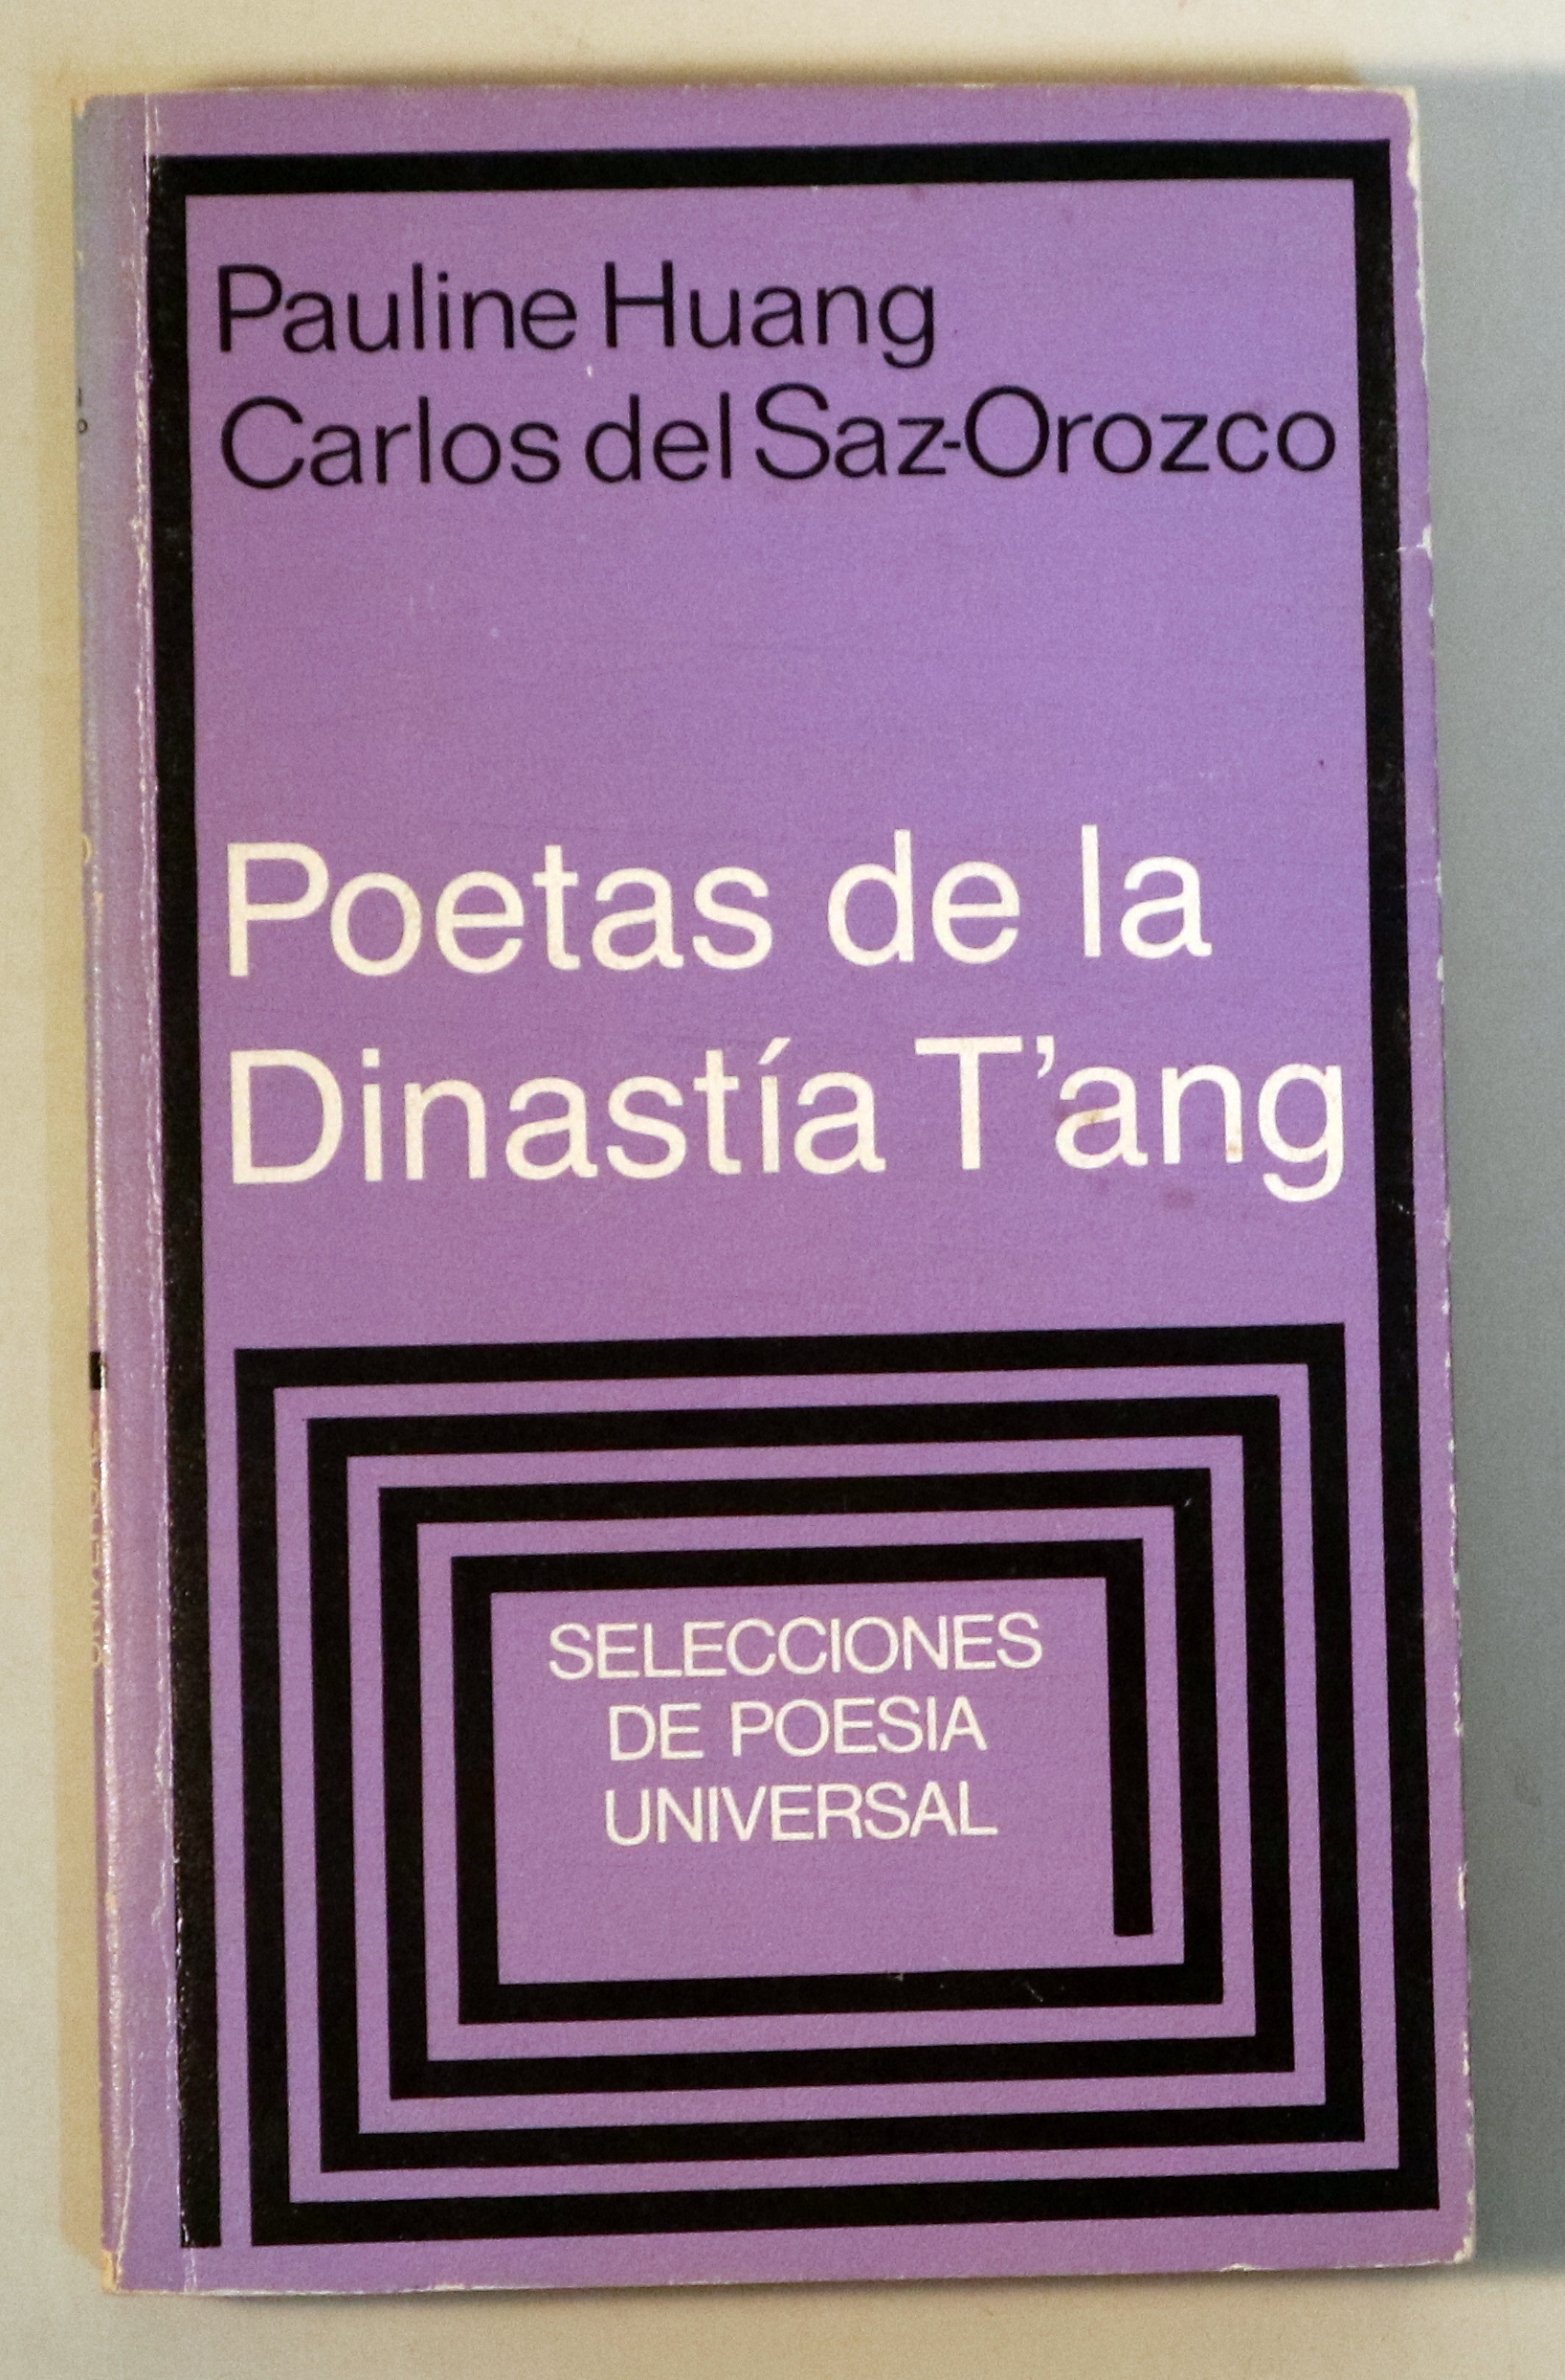 Pauline Huang
Carlos del Saz-Orozco
Poetas de la
Dinastía T’ang
SELECCIONES
DE POESIA
UNIVERSAL